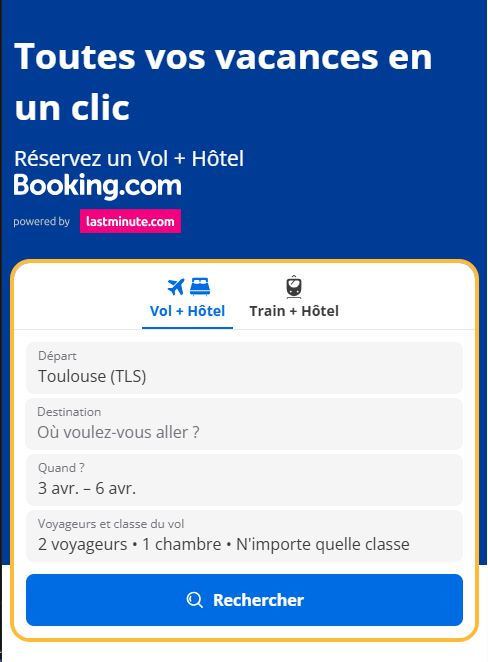 Toutes vos vacances en
un clic
Réservez un Vol + Hôtel
Booking.com
powered by lastminute.com
Vol + Hôtel Train + Hôtel
Départ
Toulouse (TLS)
Destination
Où voulez-vous aller ?
Quand ?
3 avr. – 6 avr.
Voyageurs et classe du vol
2 voyageurs • 1 chambre • N'importe quelle classe
Rechercher